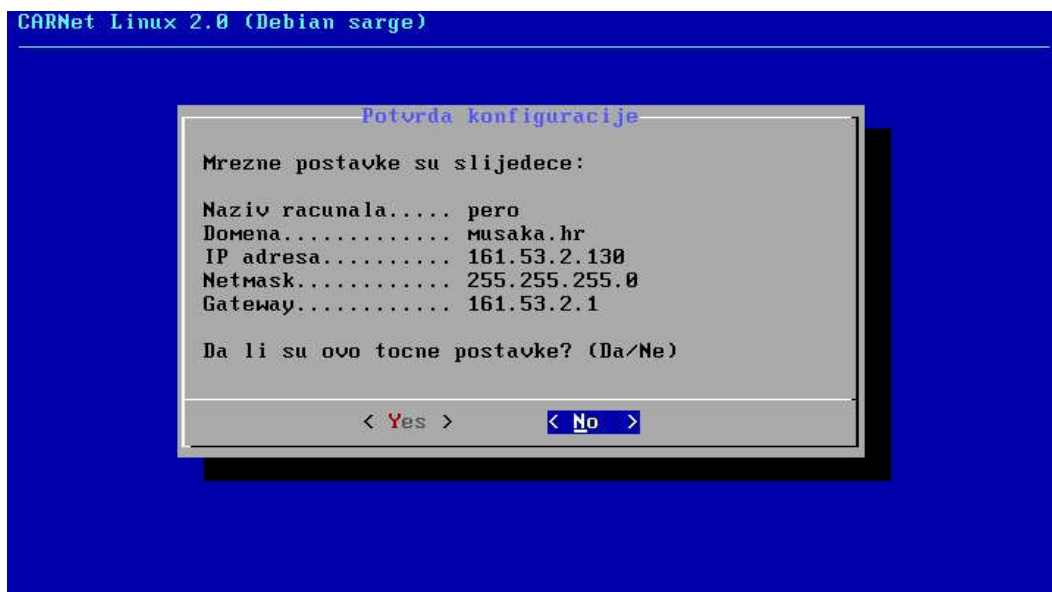 CARNet Linux 2.0 (Debian sarge)
Potvrda konfiguracije
Mrezne postavke su slijedece:
Naziv racunala..... pero
Domena............. musaka.hr
IP adresa.......... 161.53.2.130
Netmask............ 255.255.255.0
Gateway............ 161.53.2.1
Da li su ovo tocne postavke? (Da/Ne)
< Yes > < No >